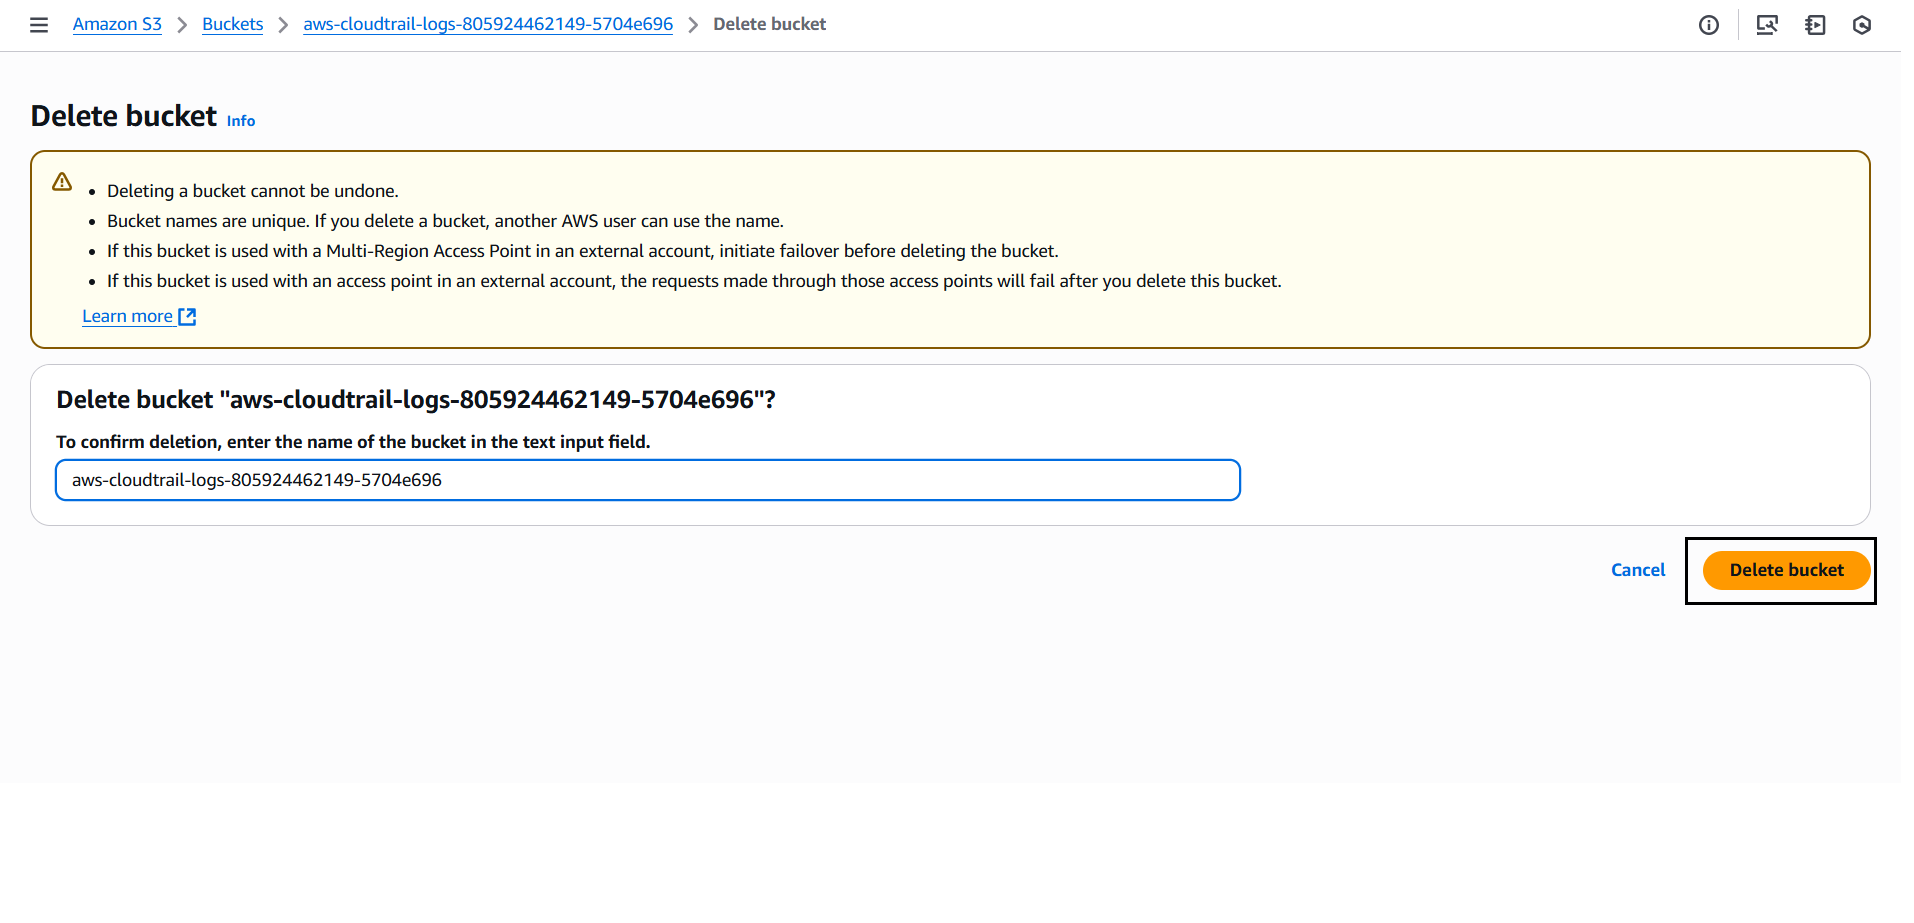 Amazon S3 > Buckets > aws-cloudtrail-logs-805924462149-5704e696 > Delete bucket
Delete bucket Info
Deleting a bucket cannot be undone.
Bucket names are unique. If you delete a bucket, another AWS user can use the name.
If this bucket is used with a Multi-Region Access Point in an external account, initiate failover before deleting the bucket.
If this bucket is used with an access point in an external account, the requests made through those access points will fail after you delete this bucket.
Learn more
Delete bucket "aws-cloudtrail-logs-805924462149-5704e696"?
To confirm deletion, enter the name of the bucket in the text input field.
aws-cloudtrail-logs-805924462149-5704e696
Cancel Delete bucket